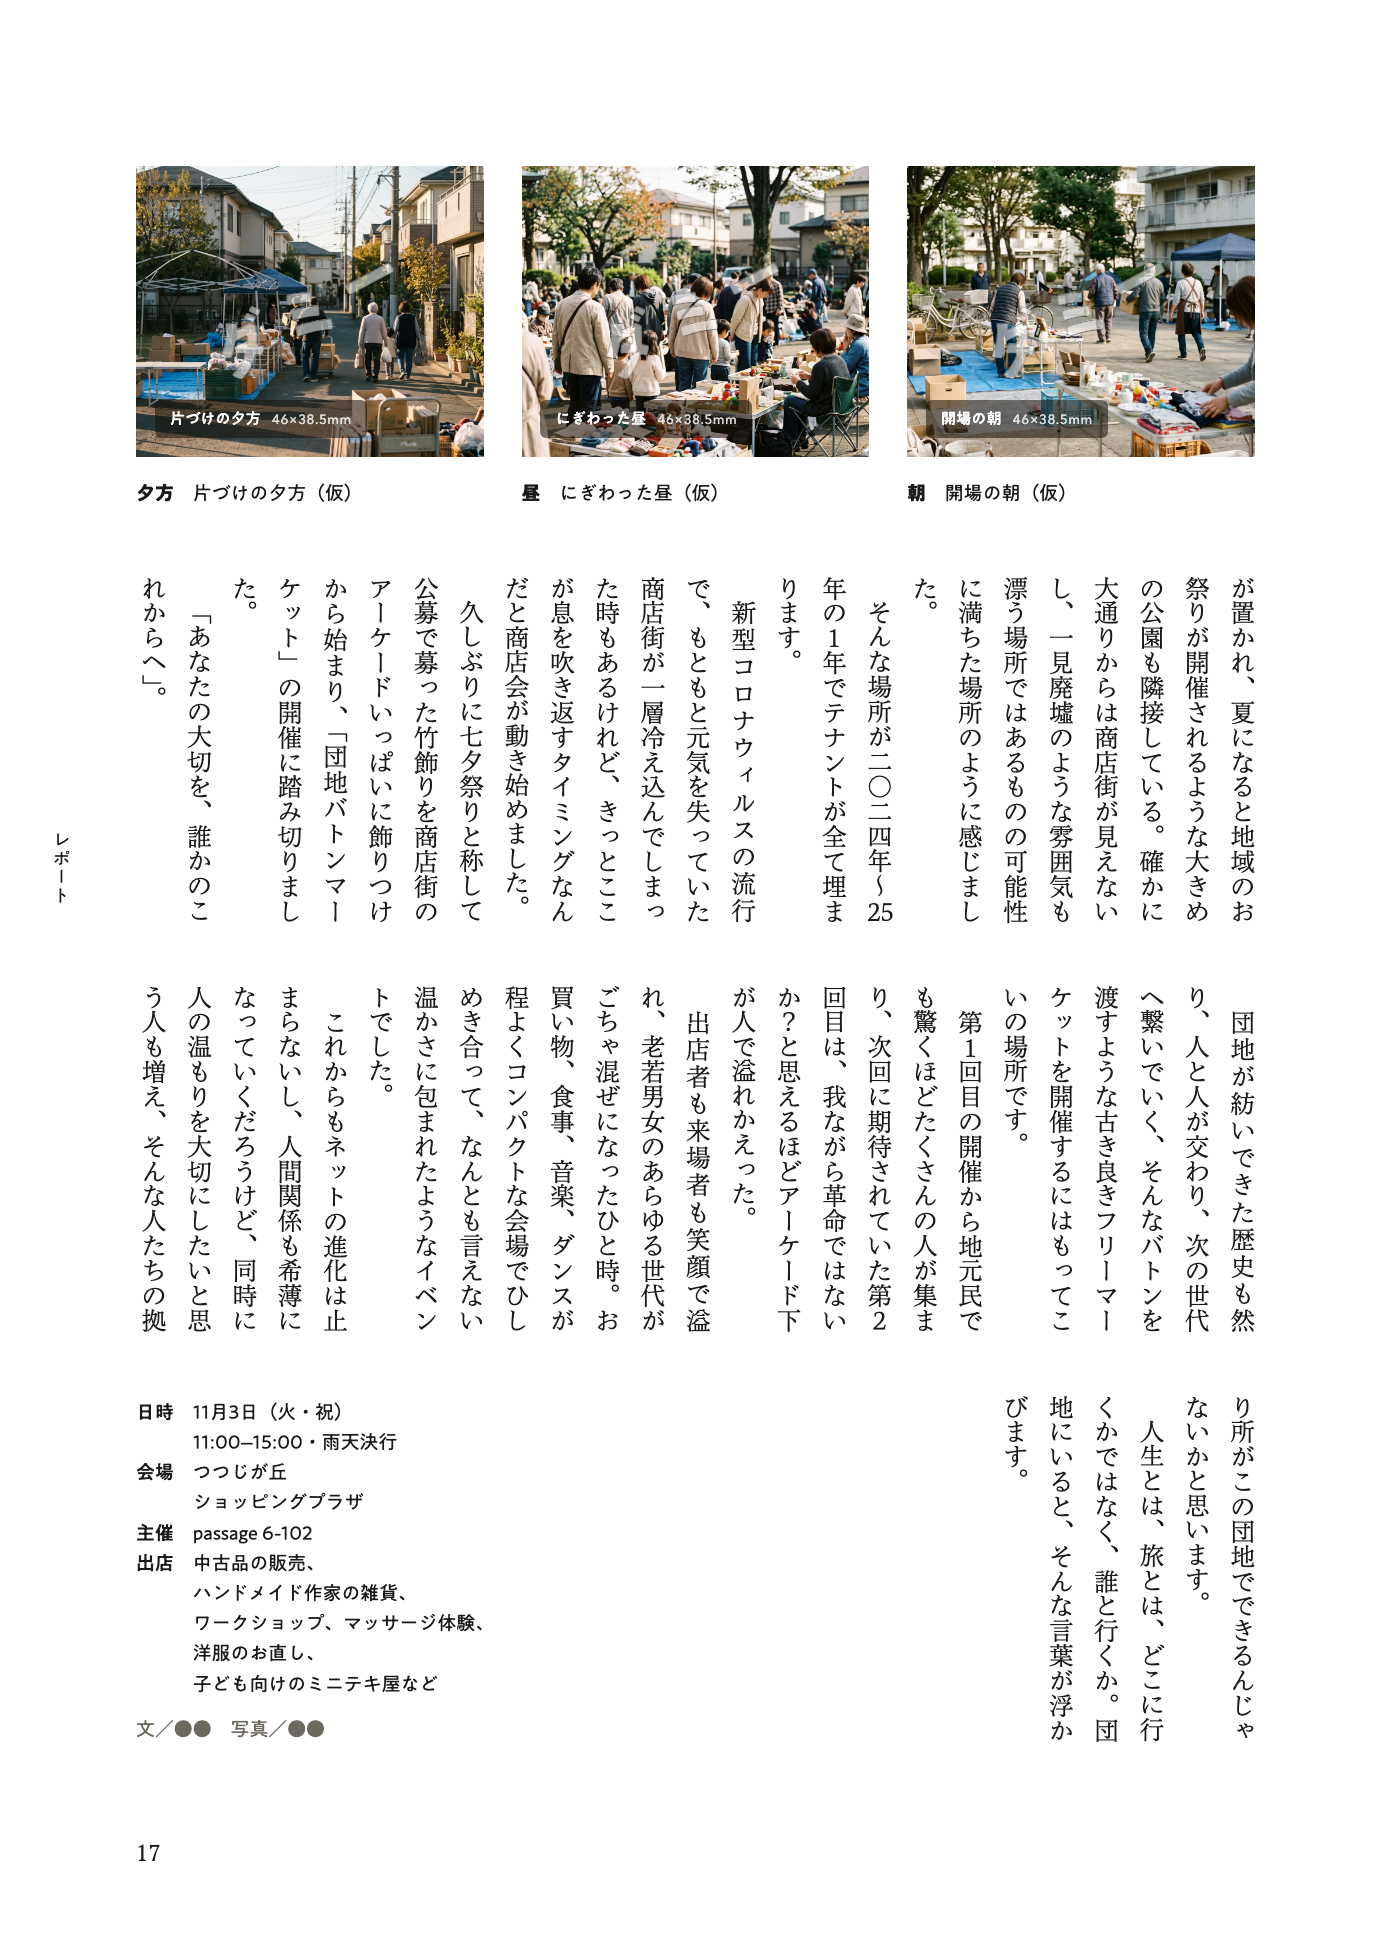 朝　開場の朝（仮）
開場の朝　46×38.5mm
昼　にぎわった昼（仮）
にぎわった昼　46×38.5mm
夕方　片づけの夕方（仮）
片づけの夕方　46×38.5mm
が置かれ、夏になると地域のお
祭りが開催されるような大きめ
の公園も隣接している。確かに
大通りからは商店街が見えない
し、一見廃墟のような雰囲気も
漂う場所ではあるものの可能性
に満ちた場所のように感じまし
た。
そんな場所が二〇二四年〜25
年の1年でテナントが全て埋ま
ります。
新型コロナウィルスの流行
で、もともと元気を失っていた
商店街が一層冷え込んでしまっ
た時もあるけれど、きっとここ
が息を吹き返すタイミングなん
だと商店会が動き始めました。
久しぶりに七夕祭りと称して
公募で募った竹飾りを商店街の
アーケードいっぱいに飾りつけ
から始まり、「団地バトンマー
ケット」の開催に踏み切りまし
た。
「あなたの大切を、誰かのこ
れからへ」。
団地が紡いできた歴史も然
り、人と人が交わり、次の世代
へ繋いでいく、そんなバトンを
渡すような古き良きフリーマー
ケットを開催するにはもってこ
いの場所です。
第1回目の開催から地元民で
も驚くほどたくさんの人が集ま
り、次回に期待されていた第2
回目は、我ながら革命ではない
か？と思えるほどアーケード下
が人で溢れかえった。
出店者も来場者も笑顔で溢
れ、老若男女のあらゆる世代が
ごちゃ混ぜになったひと時。お
買い物、食事、音楽、ダンスが
程よくコンパクトな会場でひし
めき合って、なんとも言えない
温かさに包まれたようなイベン
トでした。
これからもネットの進化は止
まらないし、人間関係も希薄に
なっていくだろうけど、同時に
人の温もりを大切にしたいと思
う人も増え、そんな人たちの拠
り所がこの団地でできるんじゃ
ないかと思います。
人生とは、旅とは、どこに行
くかではなく、誰と行くか。団
地にいると、そんな言葉が浮か
びます。
日時　11月3日（火・祝）
11:00–15:00・雨天決行
会場　つつじが丘
ショッピングプラザ
主催　passage 6-102
出店　中古品の販売、
ハンドメイド作家の雑貨、
ワークショップ、マッサージ体験、
洋服のお直し、
子ども向けのミニテキ屋など
文／●●　写真／●●
レポート
17